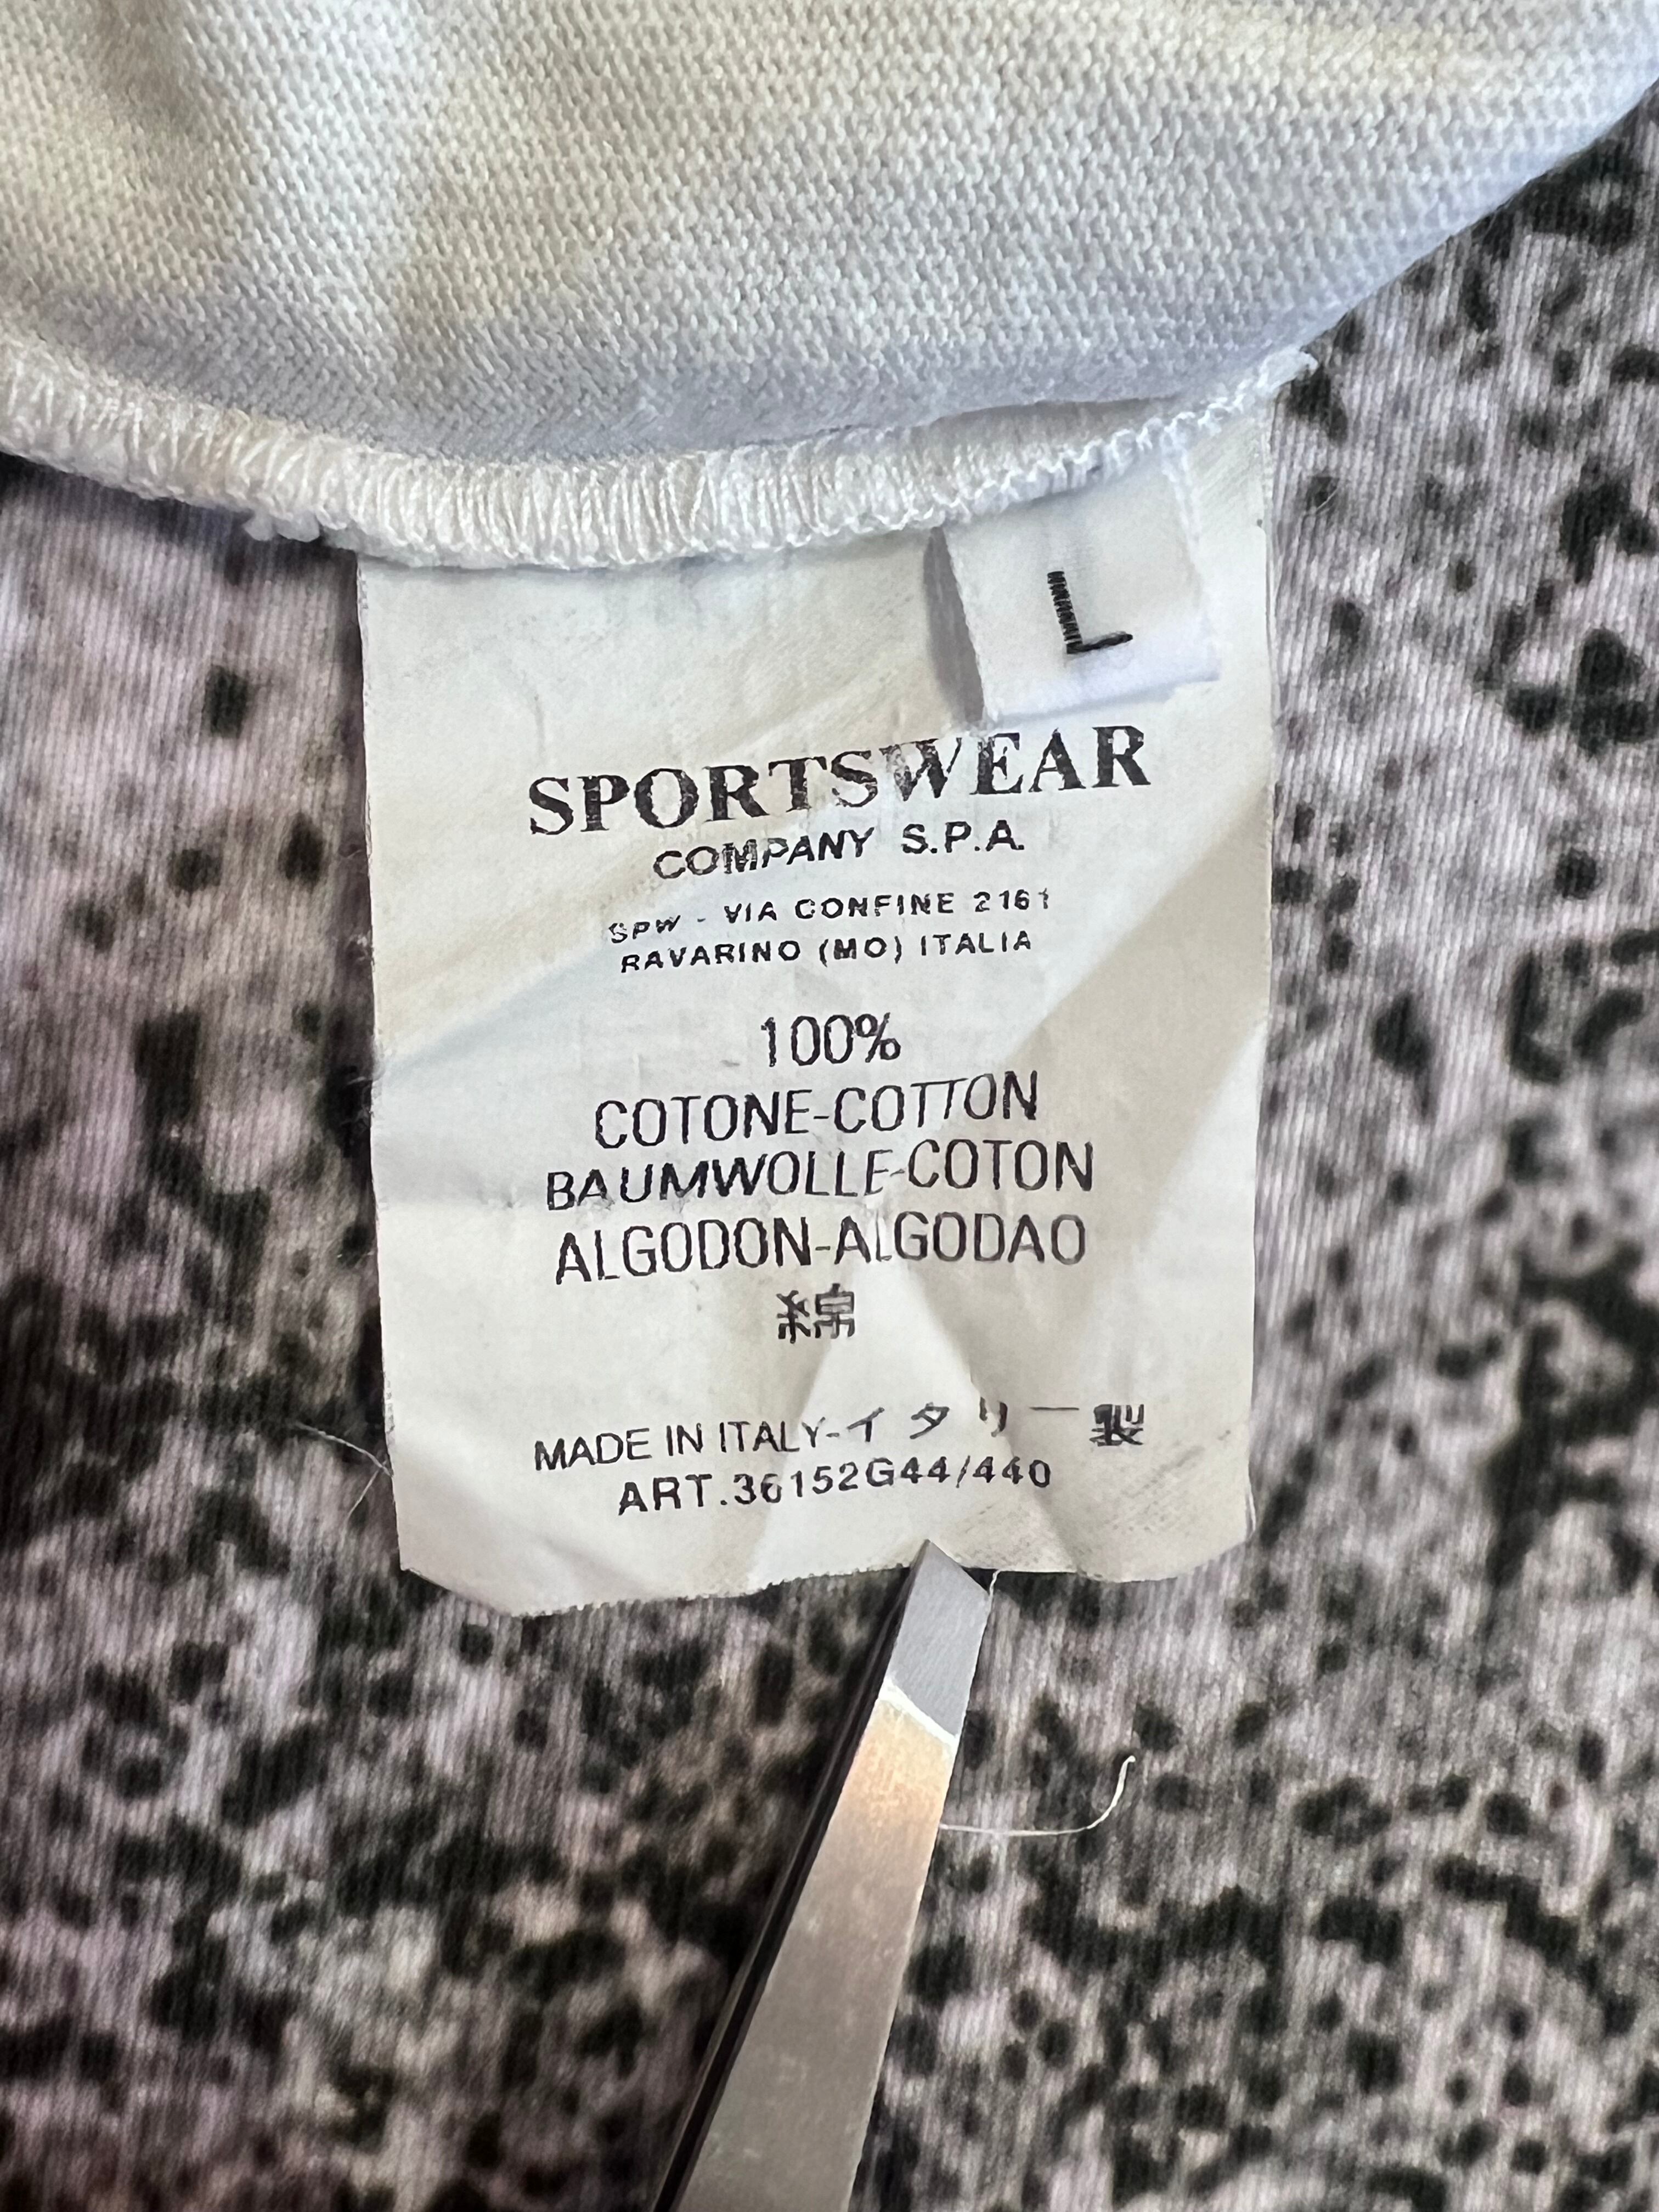 L
SPORTSWEAR
COMPANY S.P.A.
SPW - VIA CONFINE 2161
RAVARINO (MO) ITALIA
100%
COTONE-COTTON
BAUMWOLLE-COTON
ALGODON-ALGODAO
綿
MADE IN ITALY-イタリー製
ART.36152G44/440